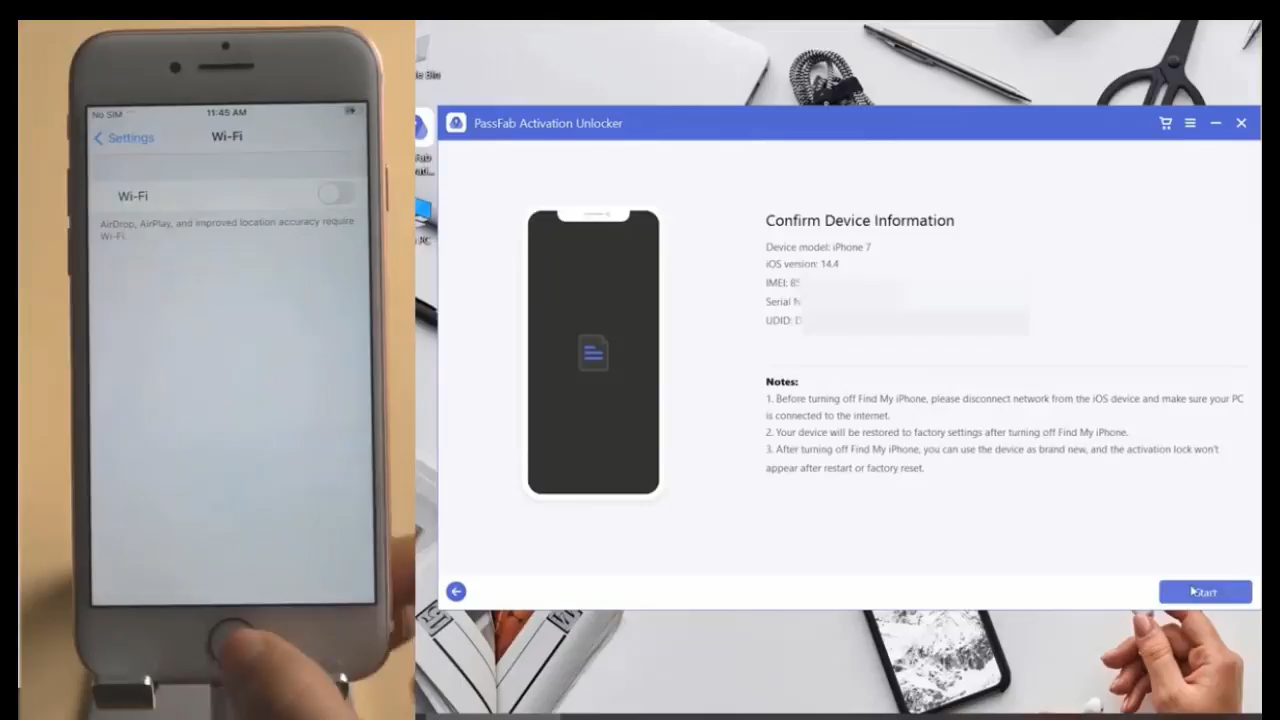 No SIM
11:45 AM
Settings
Wi-Fi
Wi-Fi
AirDrop, AirPlay, and improved location accuracy require
Wi-Fi.
PassFab Activation Unlocker
Confirm Device Information
Device model: iPhone 7
iOS version: 14.4
IMEI: 85
Serial N
UDID: D
Notes:
1. Before turning off Find My iPhone, please disconnect network from the iOS device and make sure your PC
is connected to the internet.
2. Your device will be restored to factory settings after turning off Find My iPhone.
3. After turning off Find My iPhone, you can use the device as brand new, and the activation lock won't
appear after restart or factory reset.
Start